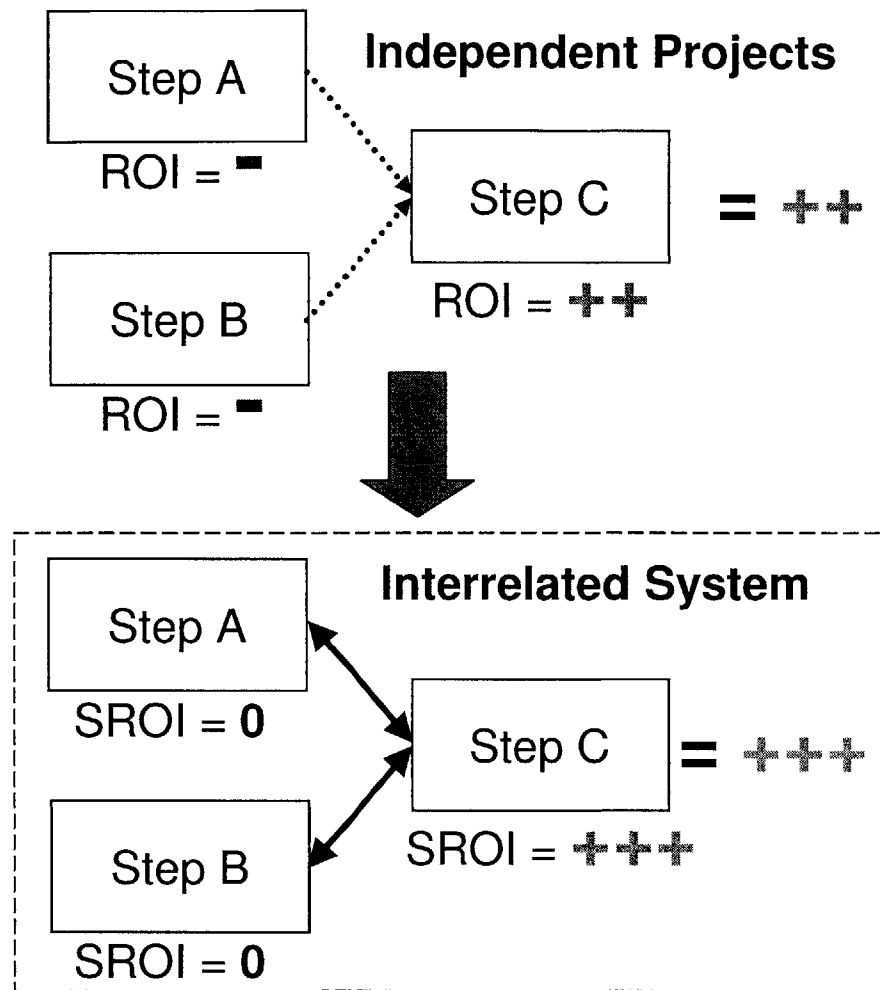 Independent Projects
Step A
ROI = -
Step C
= ++
ROI = ++
Step B
ROI = -
Interrelated System
Step A
SROI = 0
Step C
= +++
SROI = +++
Step B
SROI = 0